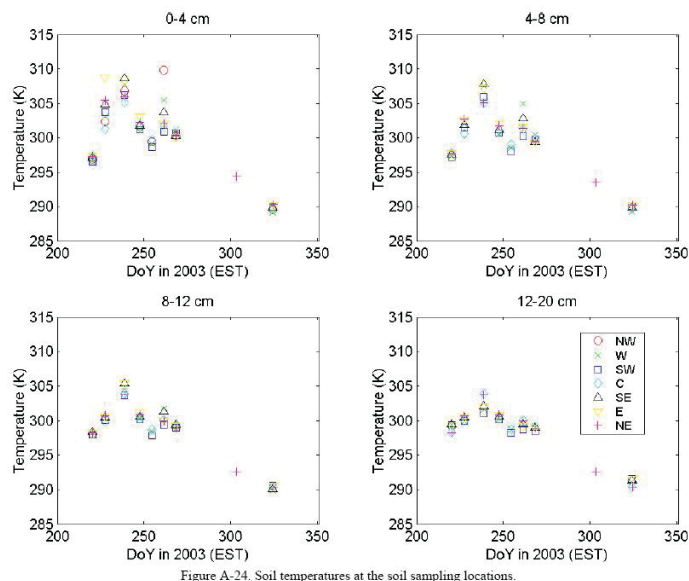 0-4 cm
315
310
305
300
295
290
285
Temperature (K)
200
250
300
350
DoY in 2003 (EST)
4-8 cm
315
310
305
300
295
290
285
Temperature (K)
200
250
300
350
DoY in 2003 (EST)
8-12 cm
315
310
305
300
295
290
285
Temperature (K)
200
250
300
350
DoY in 2003 (EST)
12-20 cm
315
310
305
300
295
290
285
Temperature (K)
200
250
300
350
DoY in 2003 (EST)
NW
W
SW
C
SE
E
NE
Figure A-24. Soil temperatures at the soil sampling locations.